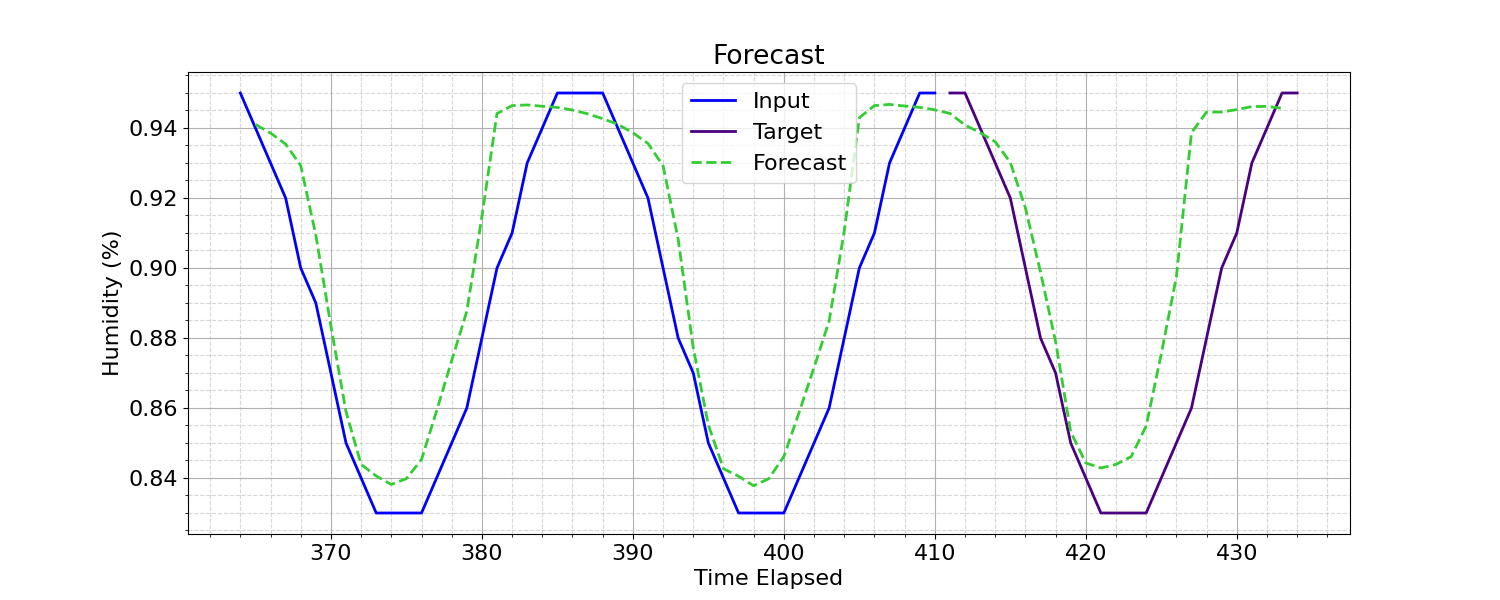 Forecast
Input
Target
Forecast
Humidity (%)
0.94
0.92
0.90
0.88
0.86
0.84
370 380 390 400 410 420 430
Time Elapsed